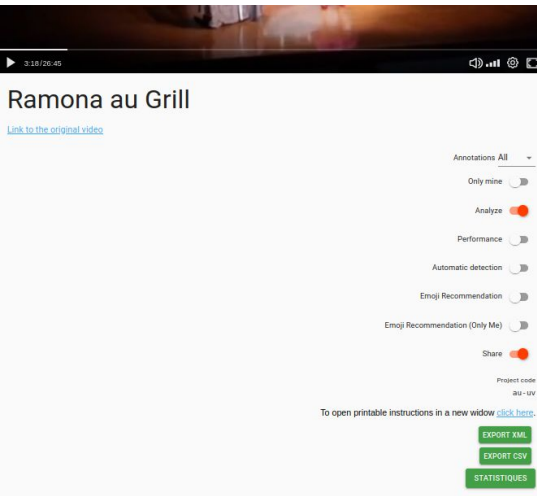 3:18/26:45
Ramona au Grill
Link to the original video
Annotations All
Only mine
Analyze
Performance
Automatic detection
Emoji Recommendation
Emoji Recommendation (Only Me)
Share
Project code
au-uv
To open printable instructions in a new widow click here.
EXPORT XML
EXPORT CSV
STATISTIQUES